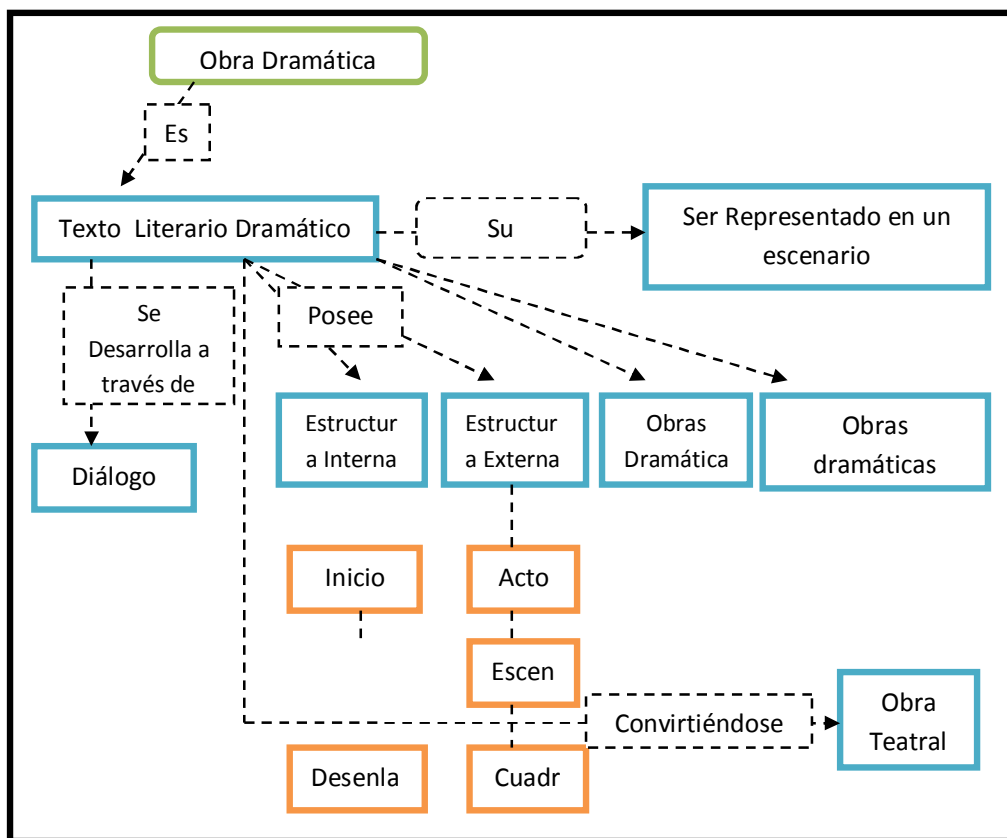 Obra Dramática
Es
Texto Literario Dramático
Su
Ser Representado en un
escenario
Se
Desarrolla a
través de
Posee
Diálogo
Estructur
a Interna
Estructur
a Externa
Obras
Dramática
Obras
dramáticas
Inicio
Acto
Escen
Convirtiéndose
Obra
Teatral
Desenla
Cuadr